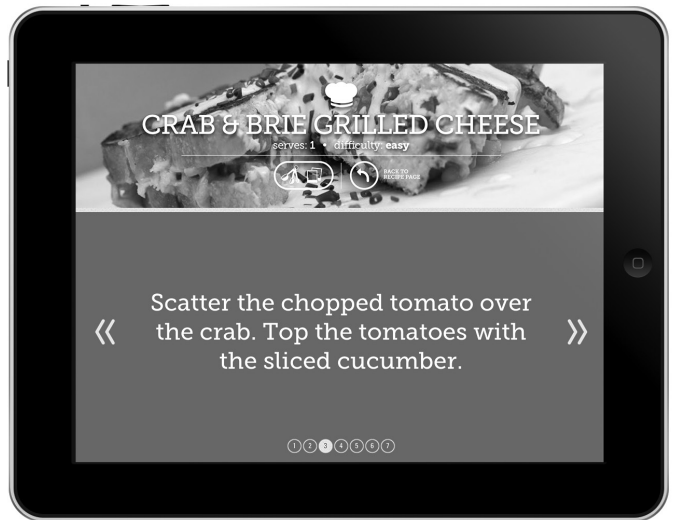 CRAB & BRIE GRILLED CHEESE
serves: 1 • difficulty: easy
BACK TO
RECIPE PAGE
Scatter the chopped tomato over
the crab. Top the tomatoes with
the sliced cucumber.
1 2 3 4 5 6 7